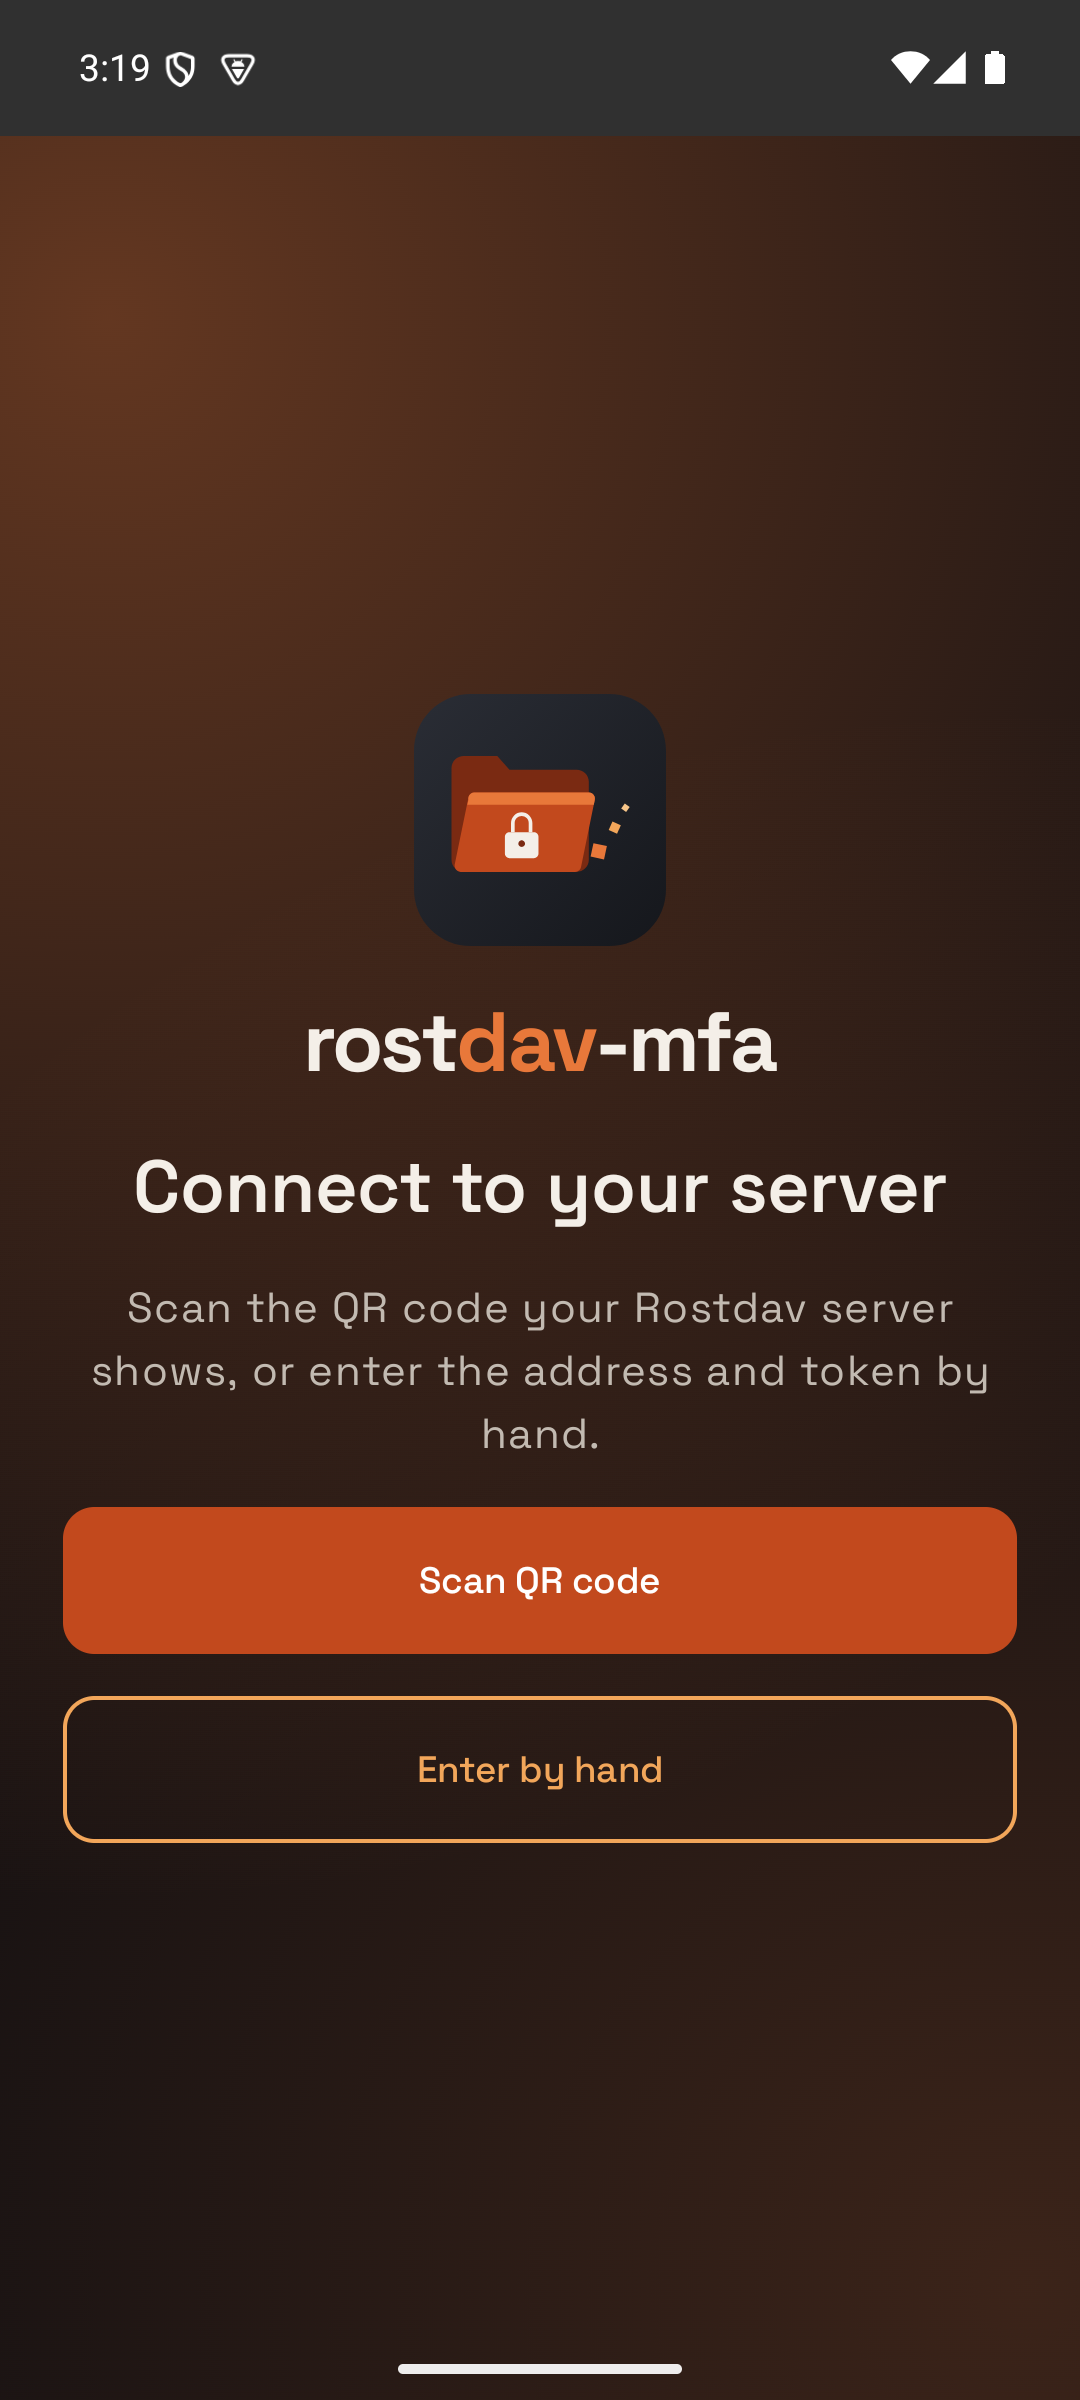 3:19
rostdav-mfa
Connect to your server
Scan the QR code your Rostdav server
shows, or enter the address and token by
hand.
Scan QR code
Enter by hand